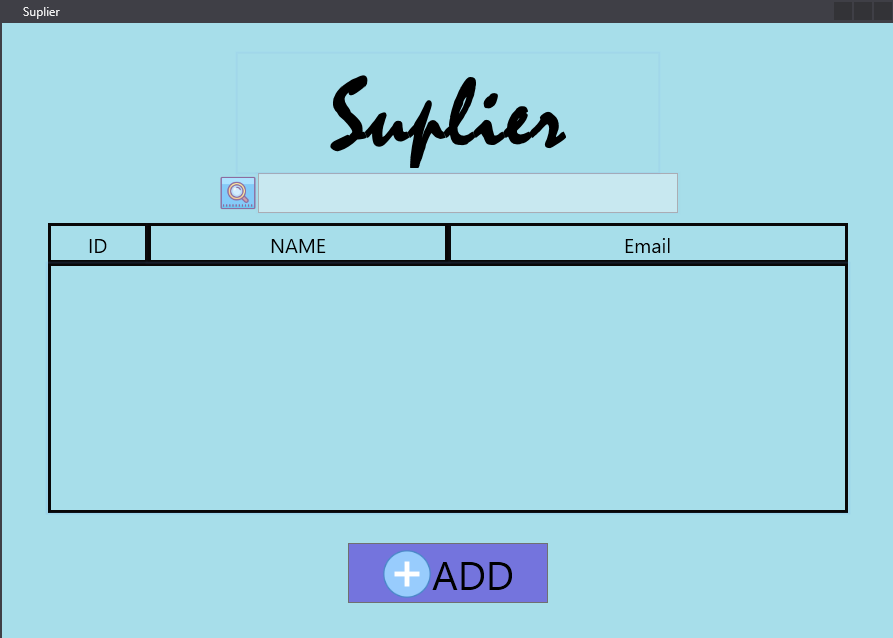 Suplier
Suplier
ID NAME Email
ADD